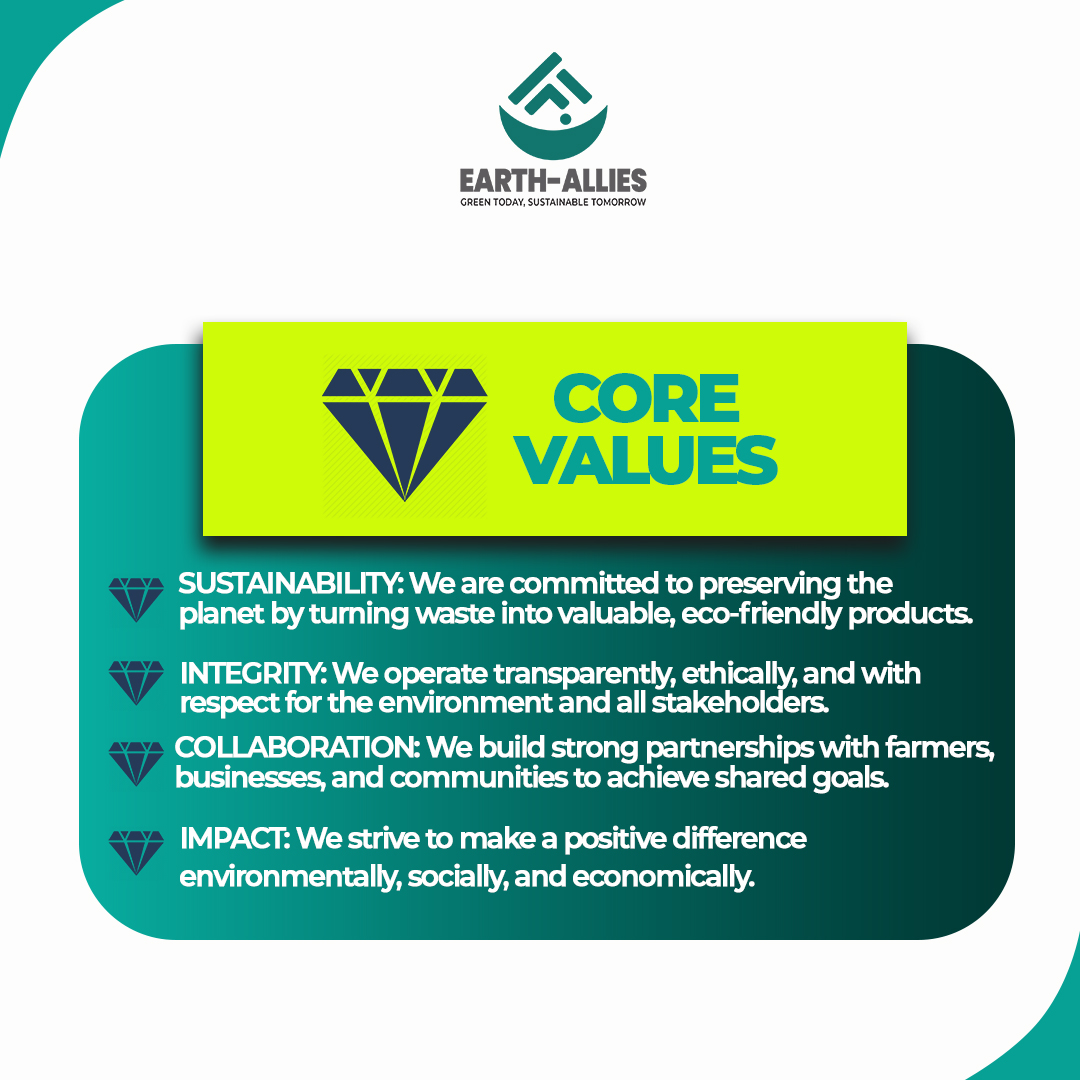 EARTH-ALLIES
GREEN TODAY, SUSTAINABLE TOMORROW
CORE
VALUES
SUSTAINABILITY: We are committed to preserving the
planet by turning waste into valuable, eco-friendly products.
INTEGRITY: We operate transparently, ethically, and with
respect for the environment and all stakeholders.
COLLABORATION: We build strong partnerships with farmers,
businesses, and communities to achieve shared goals.
IMPACT: We strive to make a positive difference
environmentally, socially, and economically.